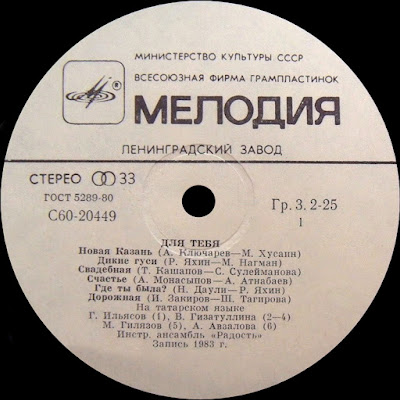 МИНИСТЕРСТВО КУЛЬТУРЫ СССР
ВСЕСОЮЗНАЯ ФИРМА ГРАМПЛАСТИНОК
® МЕЛОДИЯ
ЛЕНИНГРАДСКИЙ ЗАВОД
СТЕРЕО 33
ГОСТ 5289-80
С60-20449
Гр. 3. 2-25
1
ДЛЯ ТЕБЯ
Новая Казань (А. Ключарев—М. Хусаин)
Дикие гуси (Р. Яхин—М. Нагман)
Свадебная (Т. Кашапов—С. Сулейманова)
Счастье (А. Монасыпов—А. Атнабаев)
Где ты была? (Н. Даули—Р. Яхин)
Дорожная (И. Закиров—Ш. Тагирова)
На татарском языке
Г. Ильясов (1), В. Гизатуллина (2—4)
М. Гилязов (5), А. Авзалова (6)
Инстр. ансамбль «Радость»
Запись 1983 г.